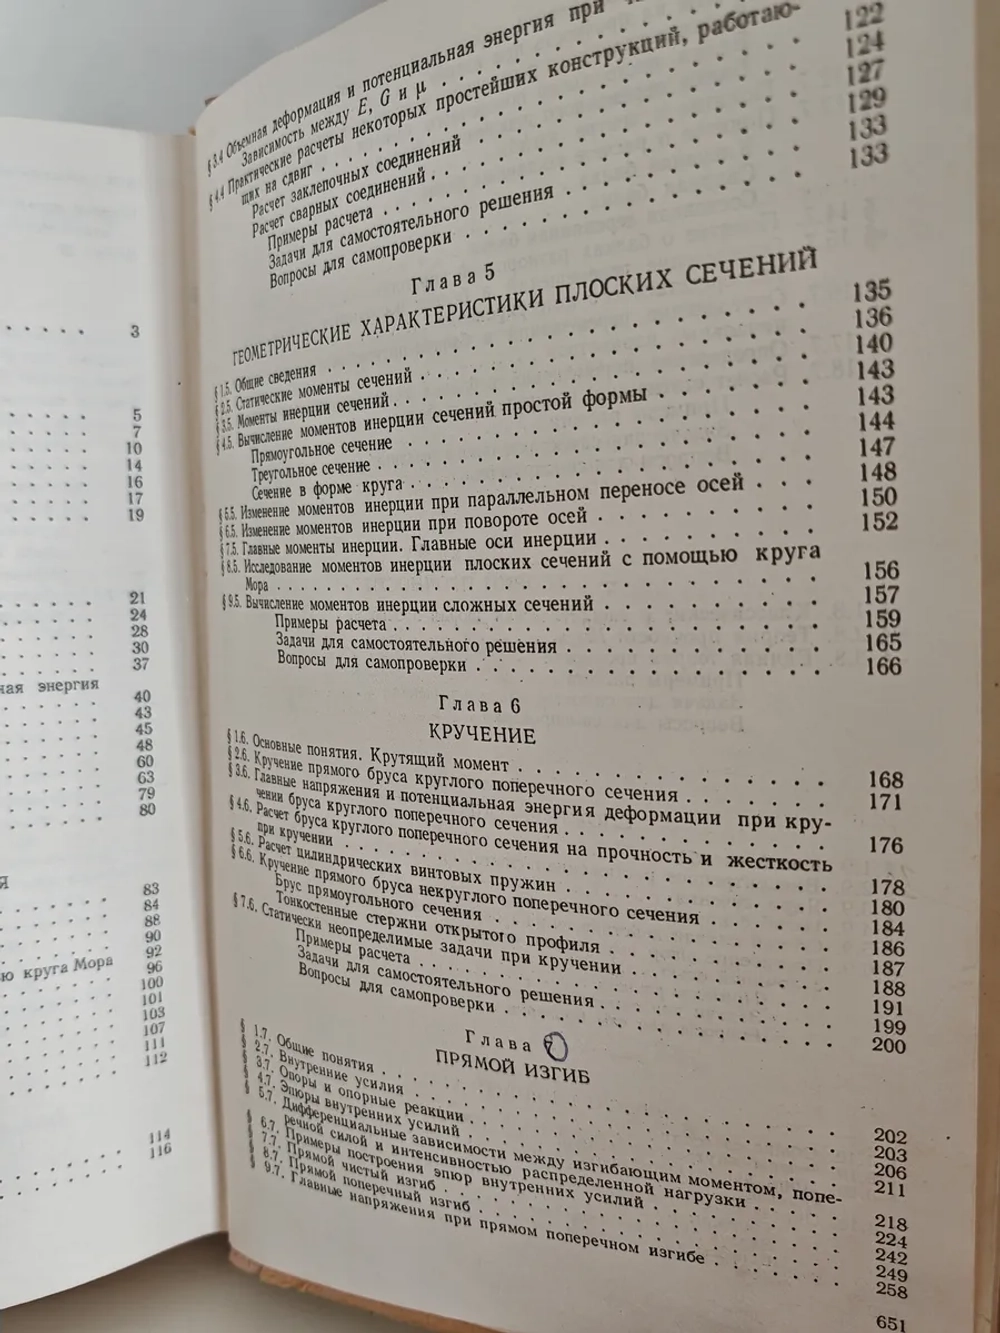 3
5
7
10
14
16
17
19
21
24
28
30
37
ная энергия
40
43
45
48
60
63
79
80
Я
83
84
88
90
92
ю круга Мора 96
100
101
103
107
111
112
114
116
§ 3.4 Объемная деформация и потенциальная энергия при
Зависимость между E, G и μ . . . . . . . 122
§ 4.4 Практические расчеты некоторых простейших конструкций, работаю-
щих на сдвиг . . . . . . . 124
Расчет заклепочных соединений . . . . . . . 127
Расчет сварных соединений . . . . . . . 129
Примеры расчета . . . . . . .
Задачи для самостоятельного решения . . . . . . . 133
Вопросы для самопроверки . . . . . . . 133
Глава 5
ГЕОМЕТРИЧЕСКИЕ ХАРАКТЕРИСТИКИ ПЛОСКИХ СЕЧЕНИЙ
§ 1.5. Общие сведения . . . . . . . 135
§ 2.5. Статические моменты сечений . . . . . . . 136
§ 3.5. Моменты инерции сечений . . . . . . . 140
§ 4.5. Вычисление моментов инерции сечений простой формы . . . . . . . 143
Прямоугольное сечение . . . . . . . 143
Треугольное сечение . . . . . . . 144
Сечение в форме круга . . . . . . . 147
§ 5.5. Изменение моментов инерции при параллельном переносе осей . . . 148
§ 6.5. Изменение моментов инерции при повороте осей . . . . . . . 150
§ 7.5. Главные моменты инерции. Главные оси инерции . . . . . . . 152
§ 8.5. Исследование моментов инерции плоских сечений с помощью круга
Мора . . . . . . . 156
§ 9.5. Вычисление моментов инерции сложных сечений . . . . . . . 157
Примеры расчета . . . . . . . 159
Задачи для самостоятельного решения . . . . . . . 165
Вопросы для самопроверки . . . . . . . 166
Глава 6
КРУЧЕНИЕ
§ 1.6. Основные понятия. Крутящий момент . . . . . . . 168
§ 2.6. Кручение прямого бруса круглого поперечного сечения . . . . . . . 171
§ 3.6. Главные напряжения и потенциальная энергия деформации при кру-
чении бруса круглого поперечного сечения . . . . . . . 176
§ 4.6. Расчет бруса круглого поперечного сечения на прочность и жесткость
при кручении . . . . . . . 178
§ 5.6. Расчет цилиндрических винтовых пружин . . . . . . . 180
§ 6.6. Кручение прямого бруса некруглого поперечного сечения . . . . . . . 184
Брус прямоугольного сечения . . . . . . . 186
Тонкостенные стержни открытого профиля . . . . . . . 187
§ 7.6. Статически неопределимые задачи при кручении . . . . . . . 188
Примеры расчета . . . . . . . 191
Задачи для самостоятельного решения . . . . . . . 199
Вопросы для самопроверки . . . . . . . 200
Глава
ПРЯМОЙ ИЗГИБ
§ 1.7. Общие понятия . . . . . . . 202
§ 2.7. Внутренние усилия . . . . . . . 203
§ 3.7. Опоры и опорные реакции . . . . . . . 206
§ 4.7. Эпюры внутренних усилий . . . . . . . 211
§ 5.7. Дифференциальные зависимости между изгибающим моментом, попе-
речной силой и интенсивностью распределенной нагрузки . . . . . . . 218
§ 6.7. Примеры построения эпюр внутренних усилий . . . . . . . 224
§ 7.7. Прямой чистый изгиб . . . . . . . 242
§ 8.7. Прямой поперечный изгиб . . . . . . . 249
§ 9.7. Главные напряжения при прямом поперечном изгибе . . . . . . . 258
651